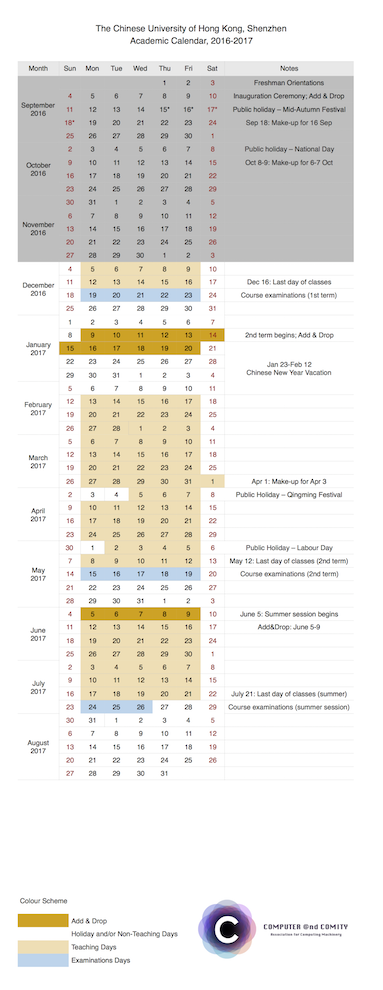 The Chinese University of Hong Kong, Shenzhen
Academic Calendar, 2016-2017
Month Sun Mon Tue Wed Thu Fri Sat Notes
1 2 3 Freshman Orientations
4 5 6 7 8 9 10 Inauguration Ceremony; Add & Drop
September 2016 11 12 13 14 15* 16* 17* Public holiday – Mid-Autumn Festival
18* 19 20 21 22 23 24 Sep 18: Make-up for 16 Sep
25 26 27 28 29 30 1
2 3 4 5 6 7 8 Public holiday – National Day
October 2016 9 10 11 12 13 14 15 Oct 8-9: Make-up for 6-7 Oct
16 17 18 19 20 21 22
23 24 25 26 27 28 29
30 31 1 2 3 4 5
November 2016 6 7 8 9 10 11 12
13 14 15 16 17 18 19
20 21 22 23 24 25 26
27 28 29 30 1 2 3
4 5 6 7 8 9 10
December 2016 11 12 13 14 15 16 17 Dec 16: Last day of classes
18 19 20 21 22 23 24 Course examinations (1st term)
25 26 27 28 29 30 31
1 2 3 4 5 6 7
8 9 10 11 12 13 14 2nd term begins; Add & Drop
January 2017 15 16 17 18 19 20 21
22 23 24 25 26 27 28 Jan 23-Feb 12
29 30 31 1 2 3 4 Chinese New Year Vacation
5 6 7 8 9 10 11
February 2017 12 13 14 15 16 17 18
19 20 21 22 23 24 25
26 27 28 1 2 3 4
5 6 7 8 9 10 11
March 2017 12 13 14 15 16 17 18
19 20 21 22 23 24 25
26 27 28 29 30 31 1 Apr 1: Make-up for Apr 3
2 3 4 5 6 7 8 Public Holiday – Qingming Festival
April 2017 9 10 11 12 13 14 15
16 17 18 19 20 21 22
23 24 25 26 27 28 29
30 1 2 3 4 5 6 Public Holiday – Labour Day
May 2017 7 8 9 10 11 12 13 May 12: Last day of classes (2nd term)
14 15 16 17 18 19 20 Course examinations (2nd term)
21 22 23 24 25 26 27
28 29 30 31 1 2 3
4 5 6 7 8 9 10 June 5: Summer session begins
June 2017 11 12 13 14 15 16 17 Add&Drop: June 5-9
18 19 20 21 22 23 24
25 26 27 28 29 30 1
2 3 4 5 6 7 8
July 2017 9 10 11 12 13 14 15
16 17 18 19 20 21 22 July 21: Last day of classes (summer)
23 24 25 26 27 28 29 Course examinations (summer session)
30 31 1 2 3 4 5
August 2017 6 7 8 9 10 11 12
13 14 15 16 17 18 19
20 21 22 23 24 25 26
27 28 29 30 31
Colour Scheme
Add & Drop
Holiday and/or Non-Teaching Days
Teaching Days
Examinations Days
C
COMPUTER @nd COMITY
Association for Computing Machinery